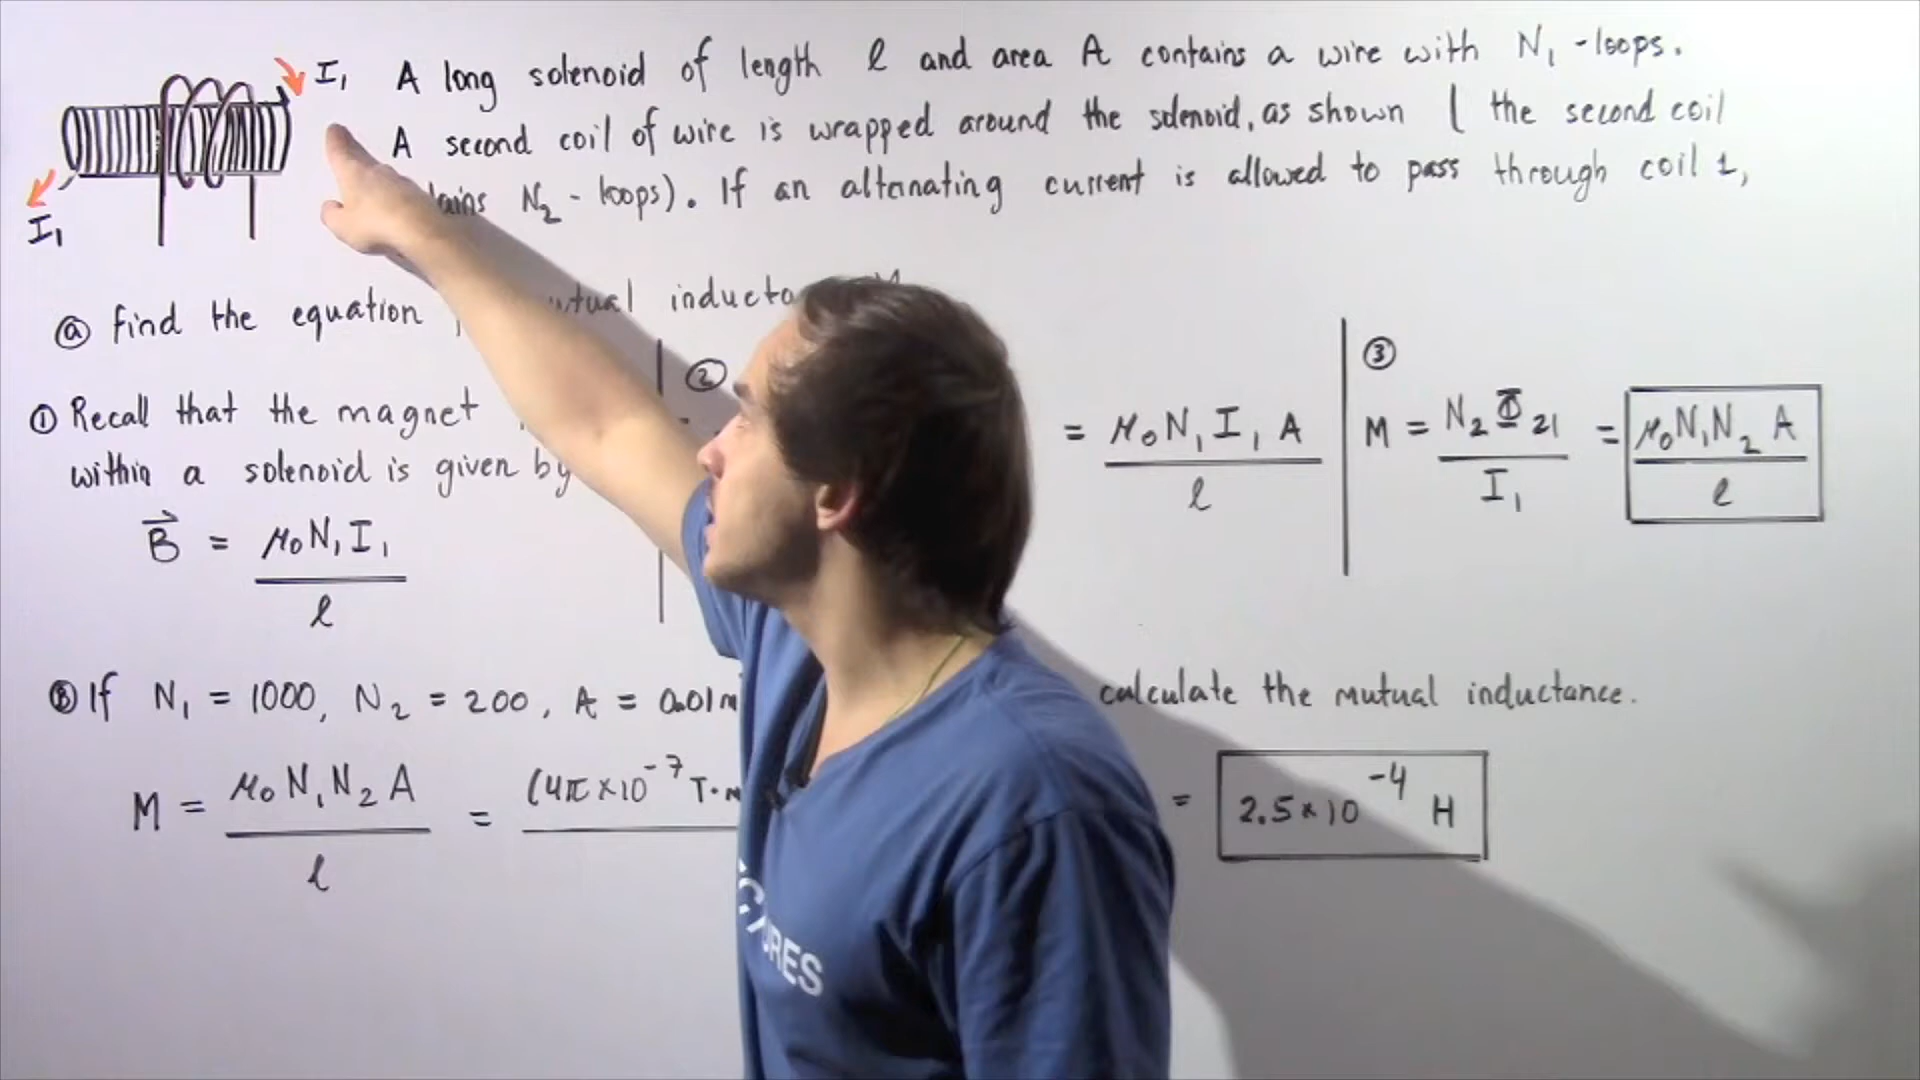 I₁ A long solenoid of length ℓ and area A contains a wire with N₁ - loops.
A second coil of wire is wrapped around the solenoid, as shown ( the second coil
N₂ - loops). If an alternating current is allowed to pass through coil 1,
I₁
ⓐ find the equation inducta
① Recall that the magnet
within a solenoid is given by
B⃗ = μ₀N₁I₁ / ℓ
②
= μ₀N₁I₁A / ℓ
③
M = N₂Φ₂₁ / I₁ = μ₀N₁N₂A / ℓ
Ⓑ If N₁ = 1000, N₂ = 200, A = 0.01m calculate the mutual inductance.
M = μ₀N₁N₂A / ℓ = (4π×10⁻⁷ T·m = 2.5×10⁻⁴ H
URES